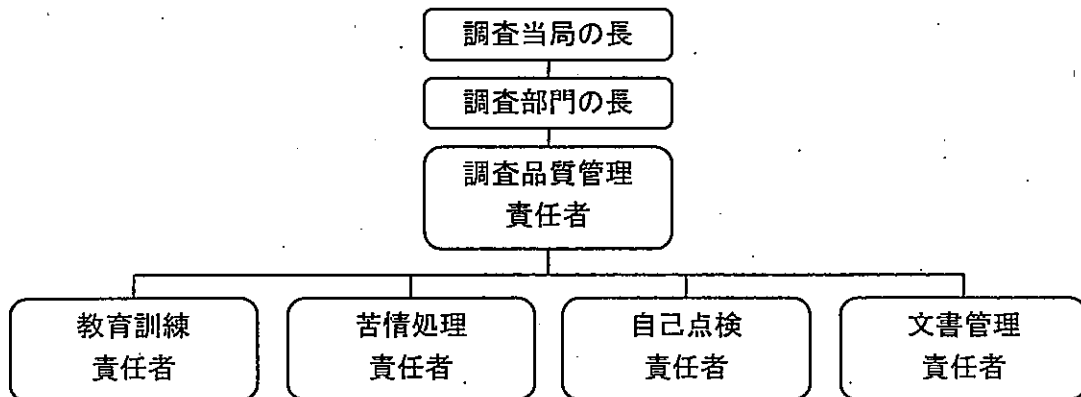 調査当局の長
調査部門の長
調査品質管理
責任者
教育訓練
責任者
苦情処理
責任者
自己点検
責任者
文書管理
責任者